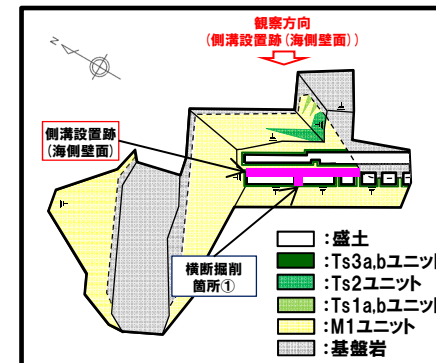 観察方向
(側溝設置跡(海側壁面))
N
側溝設置跡
(海側壁面)
横断掘削
箇所①
:盛土
:Ts3a,bユニット
:Ts2ユニット
:Ts1a,bユニット
:M1ユニット
:基盤岩